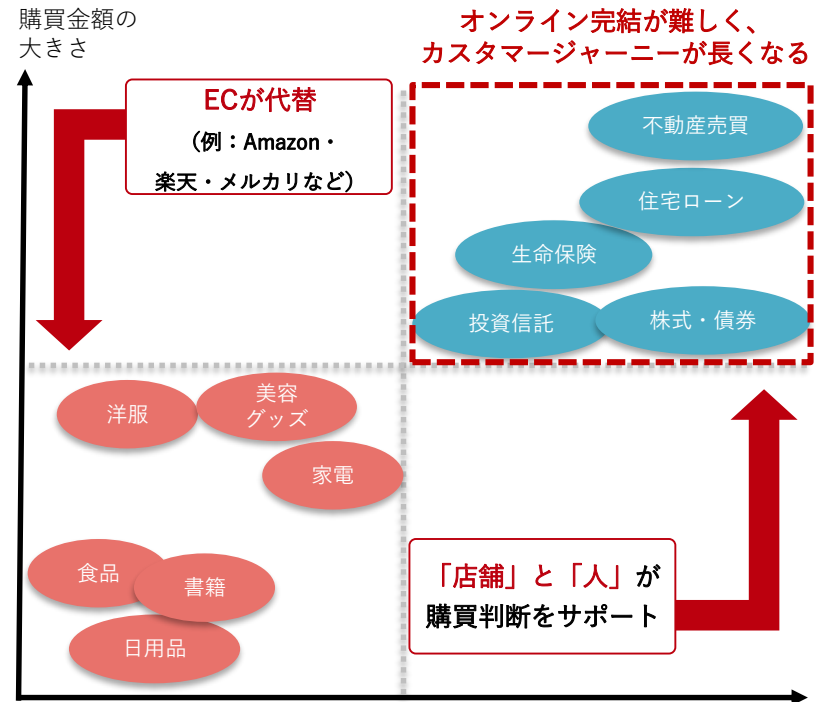 購買金額の
大きさ
オンライン完結が難しく、
カスタマージャーニーが長くなる
ECが代替
（例：Amazon・
楽天・メルカリなど）
不動産売買
住宅ローン
生命保険
投資信託
株式・債券
洋服
美容
グッズ
家電
食品
書籍
日用品
「店舗」と「人」が
購買判断をサポート